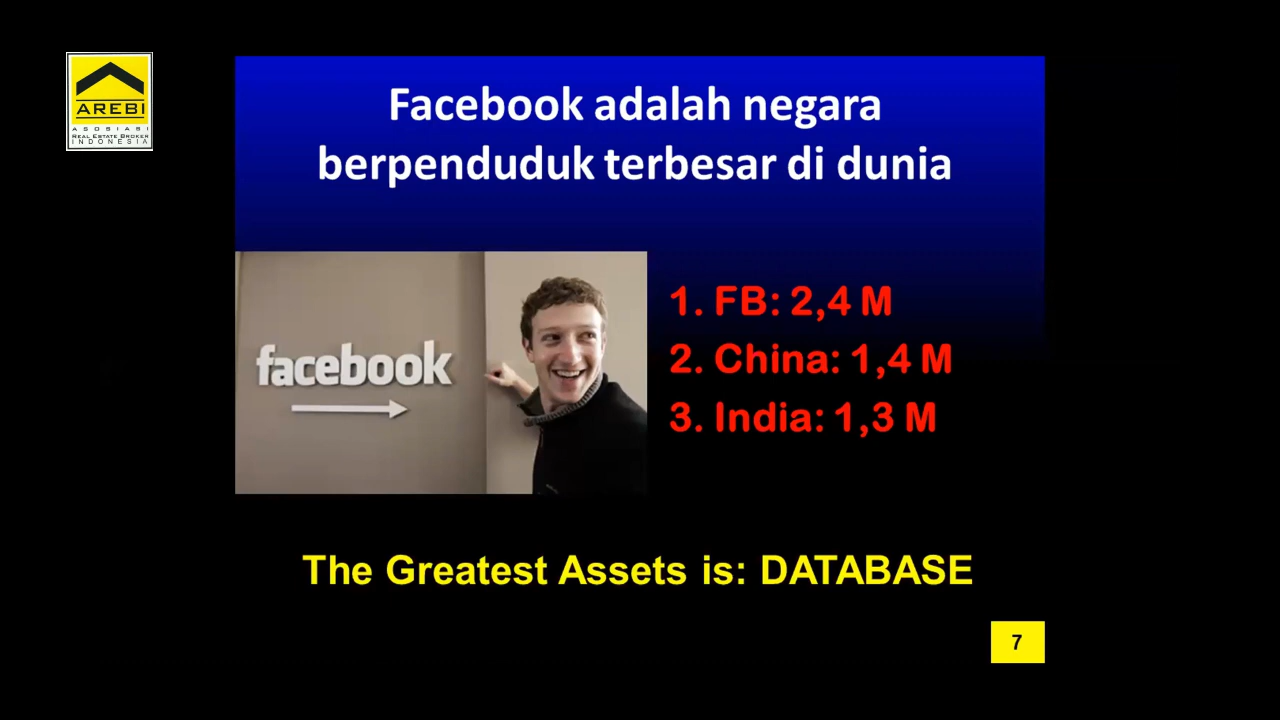 AREBI
ASOSIASI
REAL ESTATE BROKER
INDONESIA
Facebook adalah negara
berpenduduk terbesar di dunia
facebook
1. FB: 2,4 M
2. China: 1,4 M
3. India: 1,3 M
The Greatest Assets is: DATABASE
7